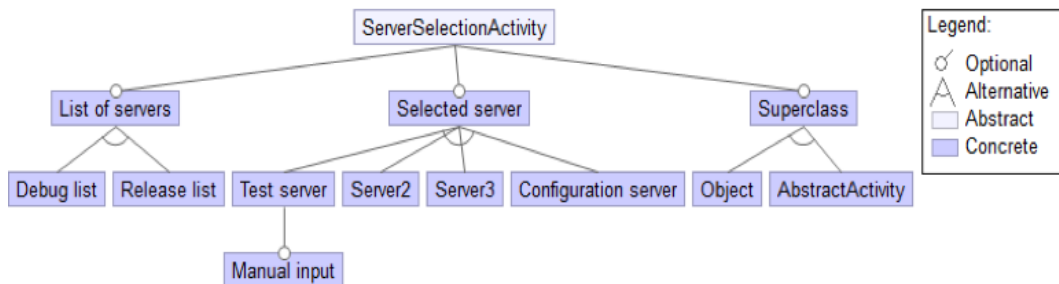 ServerSelectionActivity
List of servers
Selected server
Superclass
Debug list
Release list
Test server
Server2
Server3
Configuration server
Object
AbstractActivity
Manual input
Legend:
Optional
Alternative
Abstract
Concrete